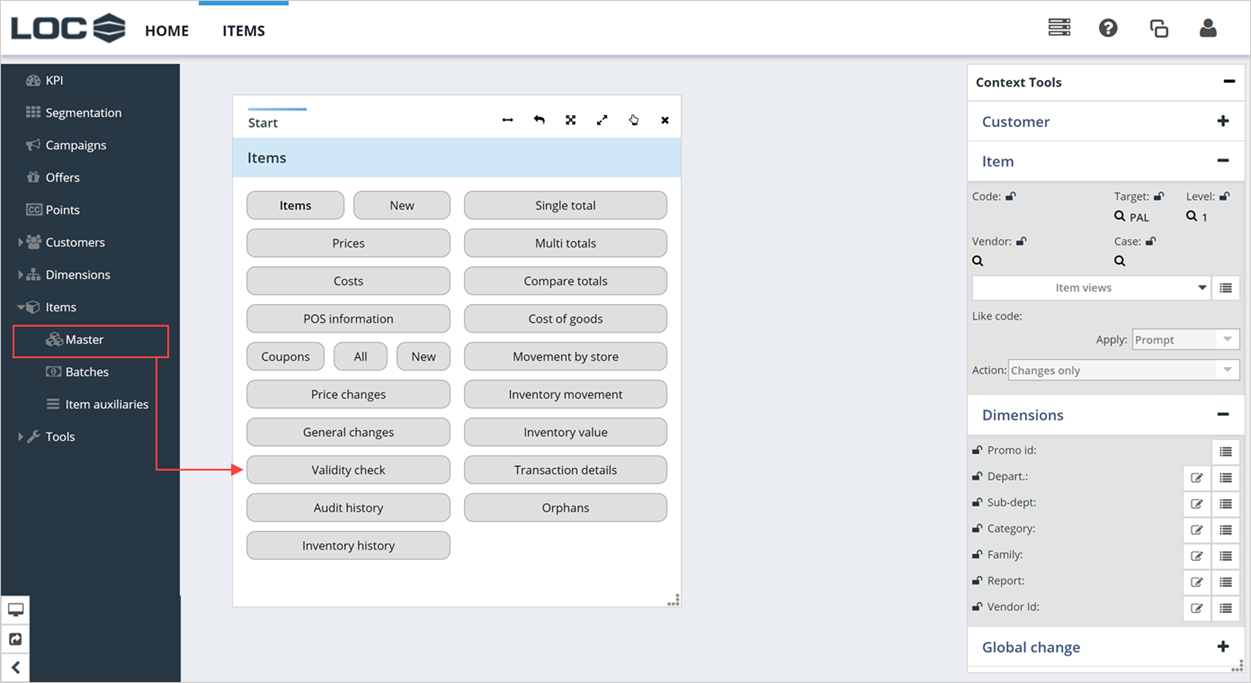 LOC HOME ITEMS
KPI
Segmentation
Campaigns
Offers
CC Points
Customers
Dimensions
Items
Master
Batches
Item auxiliaries
Tools
Start
Items
Items New Single total
Prices Multi totals
Costs Compare totals
POS information Cost of goods
Coupons All New Movement by store
Price changes Inventory movement
General changes Inventory value
Validity check Transaction details
Audit history Orphans
Inventory history
Context Tools
Customer
Item
Code: Target: Level:
PAL 1
Vendor: Case:
Item views
Like code:
Apply: Prompt
Action: Changes only
Dimensions
Promo id:
Depart.:
Sub-dept:
Category:
Family:
Report:
Vendor Id:
Global change